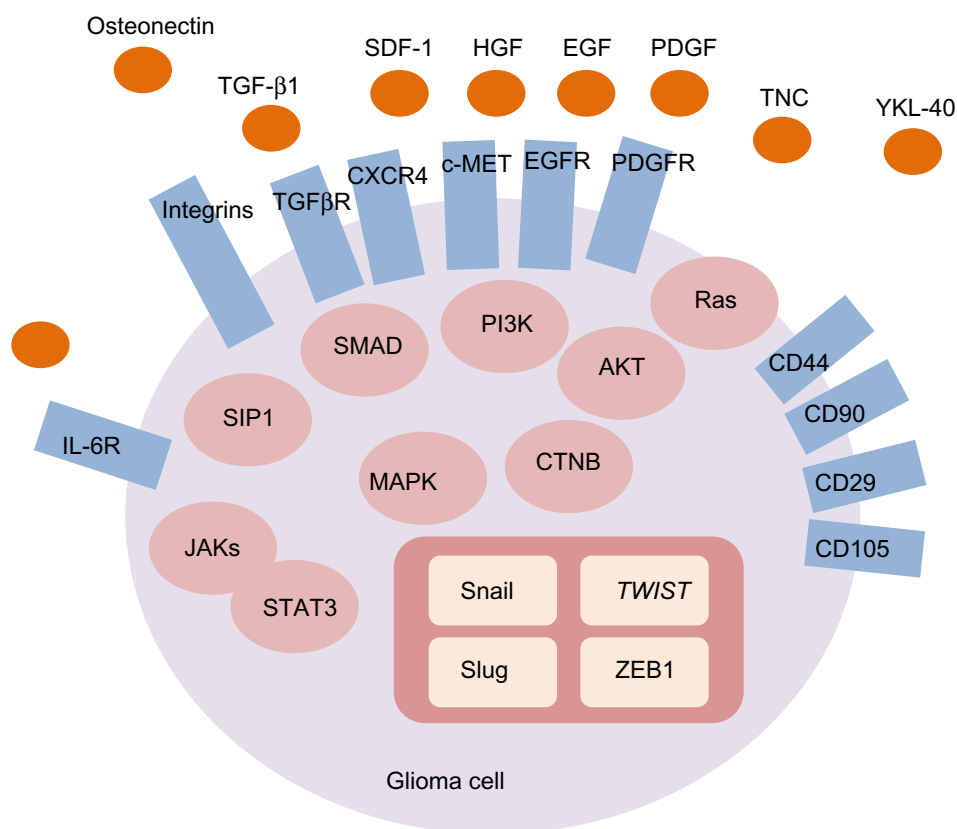 Osteonectin
TGF-β1
SDF-1
HGF
EGF
PDGF
TNC
YKL-40
Integrins
TGFβR
CXCR4
c-MET
EGFR
PDGFR
Ras
SMAD
PI3K
AKT
CD44
CD90
SIP1
IL-6R
MAPK
CTNB
CD29
CD105
JAKs
STAT3
Snail
TWIST
Slug
ZEB1
Glioma cell